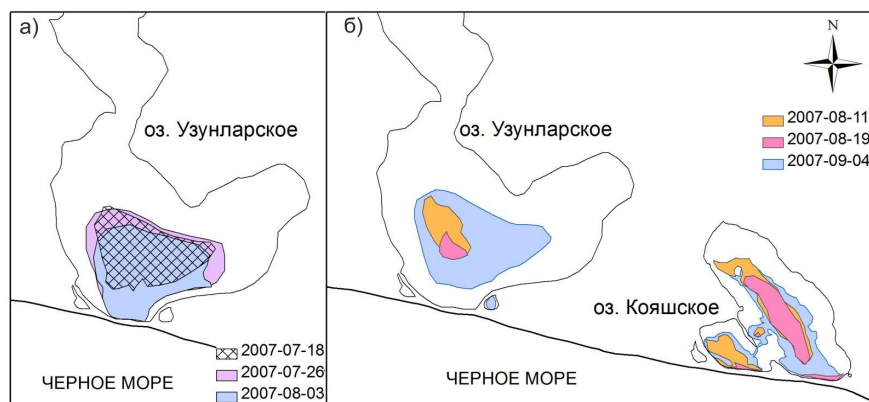 а)
оз. Узунларское
2007-07-18
2007-07-26
2007-08-03
ЧЕРНОЕ МОРЕ
б)
N
оз. Узунларское
2007-08-11
2007-08-19
2007-09-04
оз. Кояшское
ЧЕРНОЕ МОРЕ